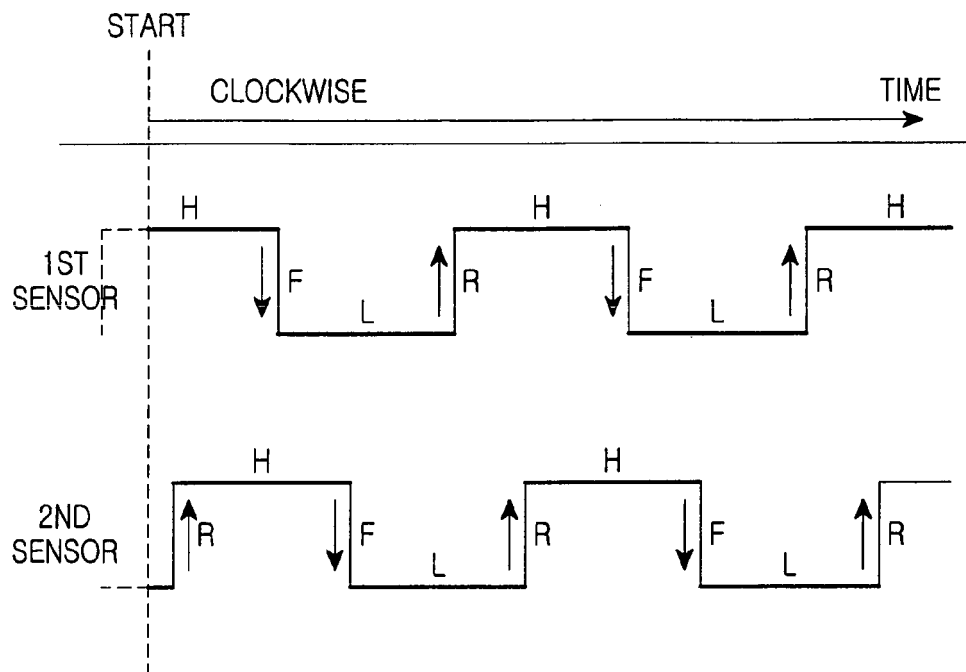 START
CLOCKWISE TIME
H H H
1ST
SENSOR
F R F R
L L
H H
2ND
SENSOR
R F R F R
L L